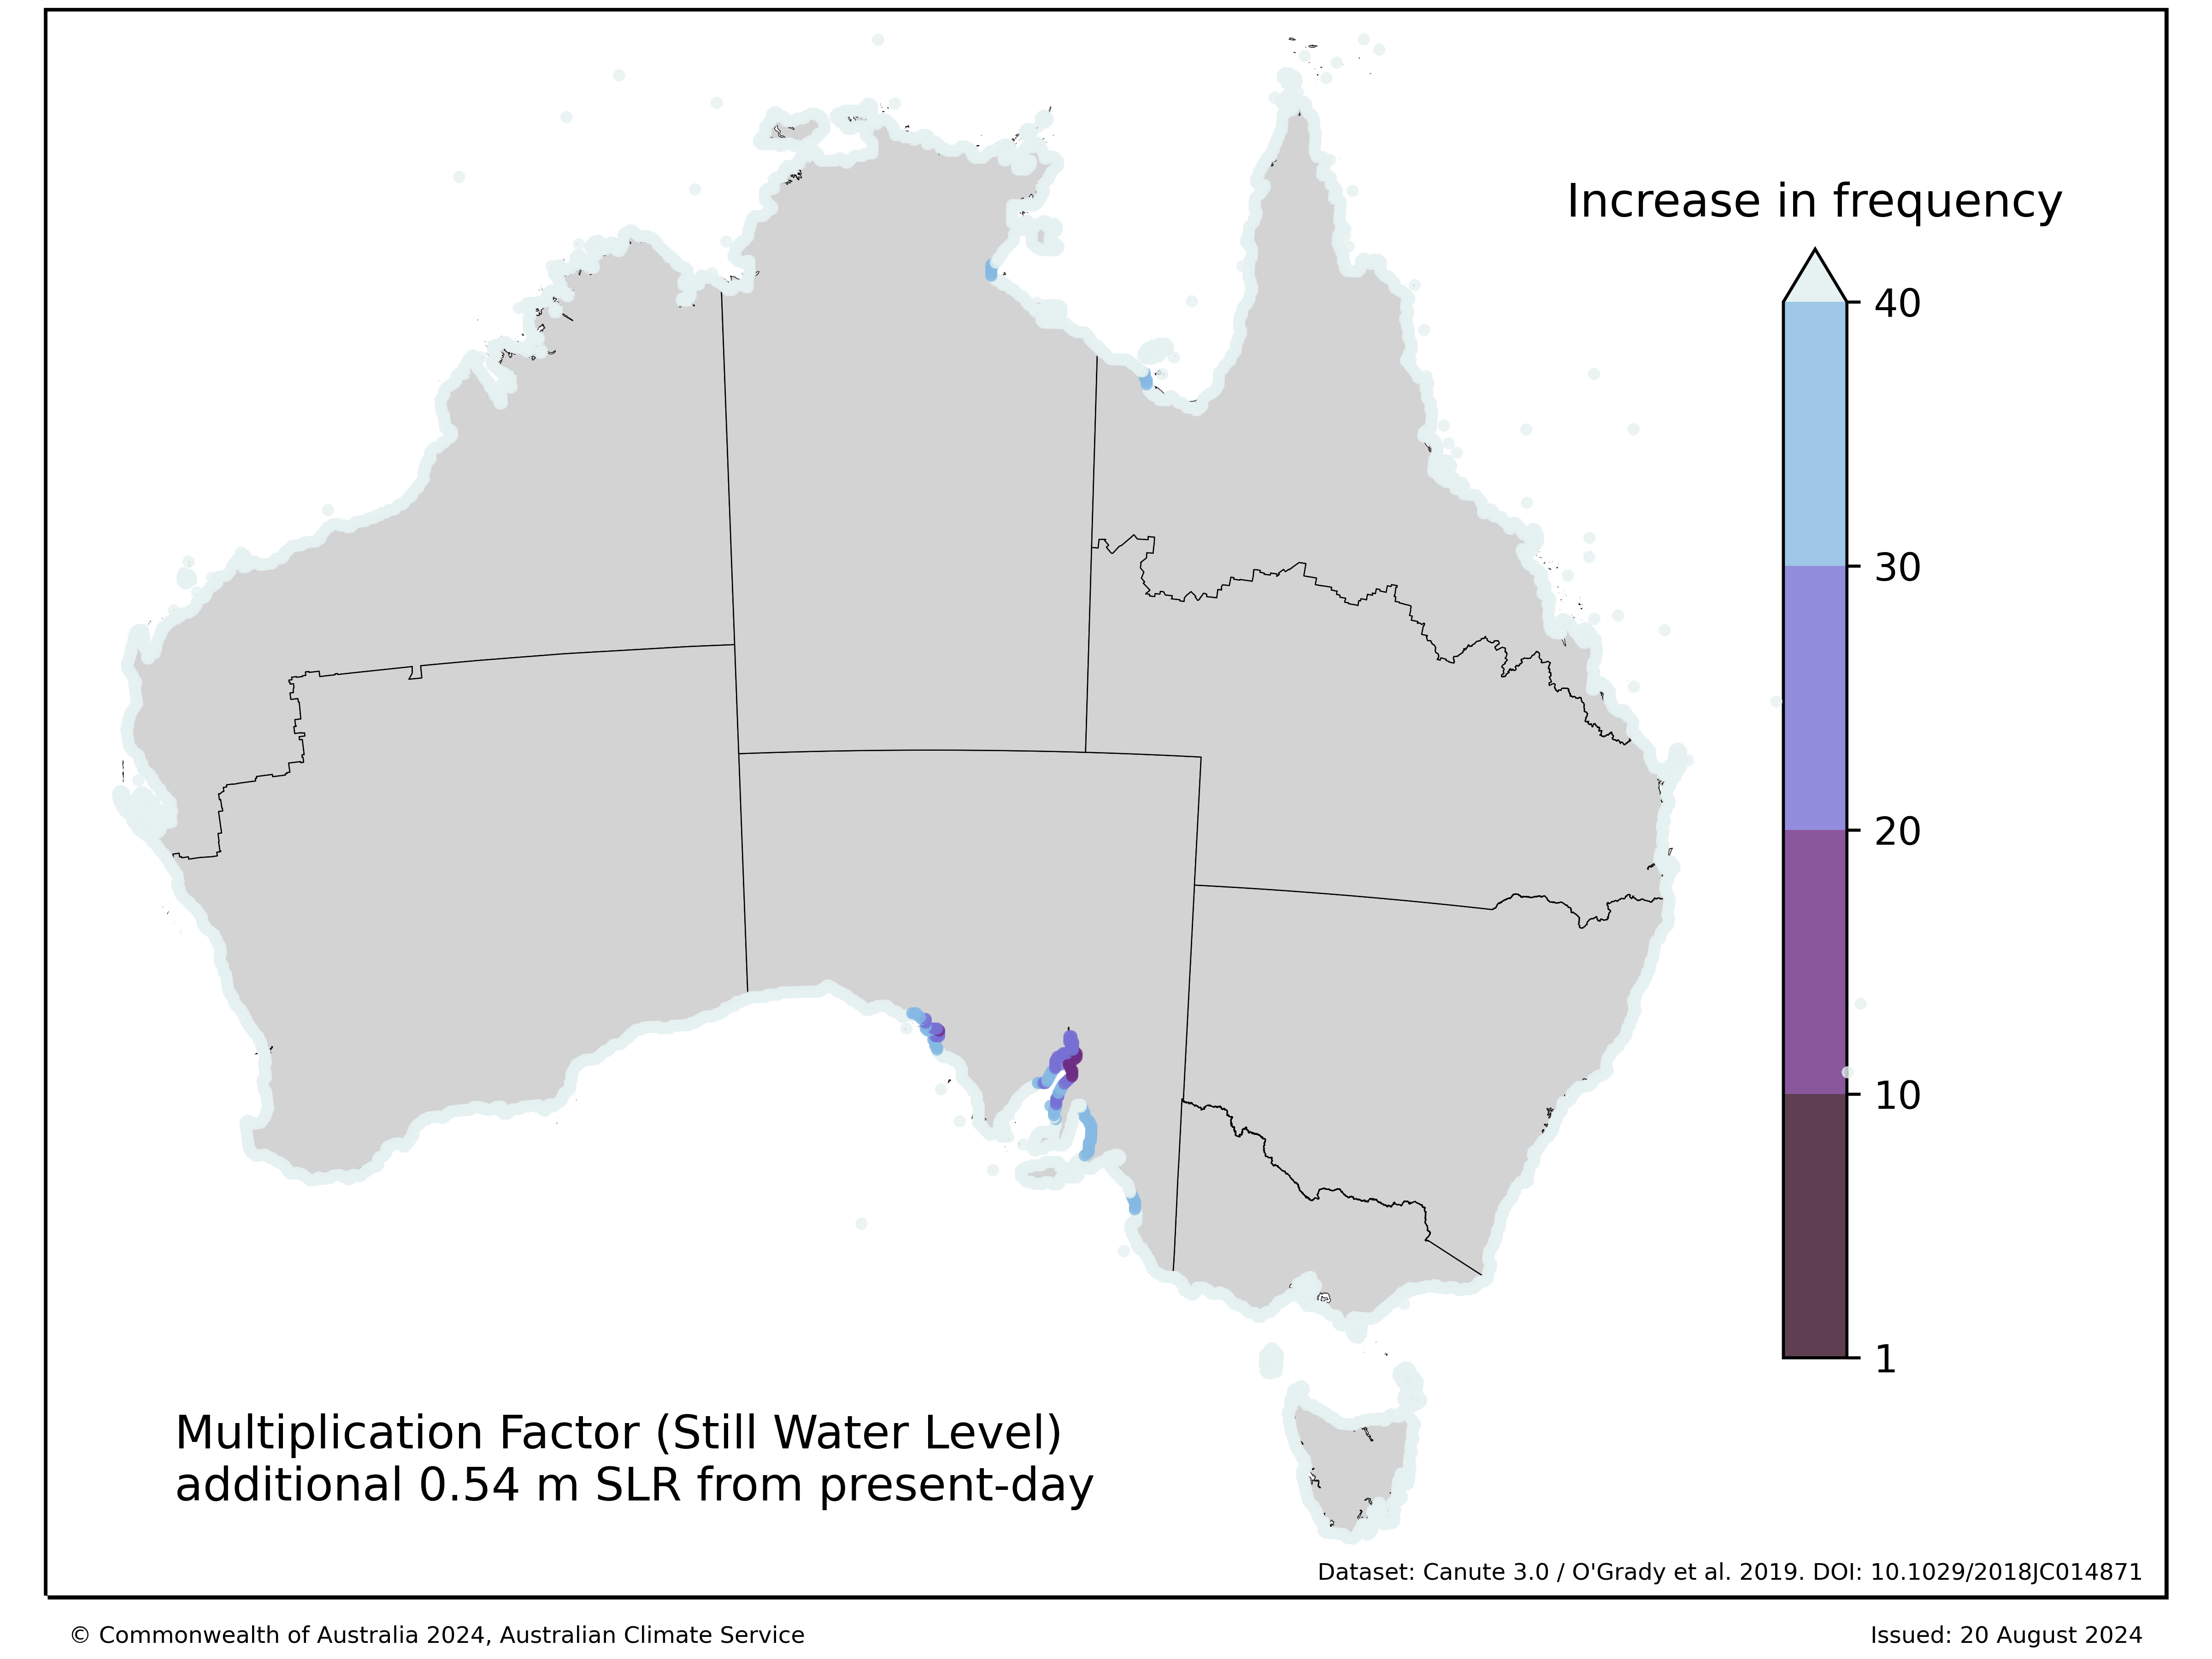 Increase in frequency
40
30
20
10
1
Multiplication Factor (Still Water Level)
additional 0.54 m SLR from present-day
Dataset: Canute 3.0 / O'Grady et al. 2019. DOI: 10.1029/2018JC014871
© Commonwealth of Australia 2024, Australian Climate Service
Issued: 20 August 2024